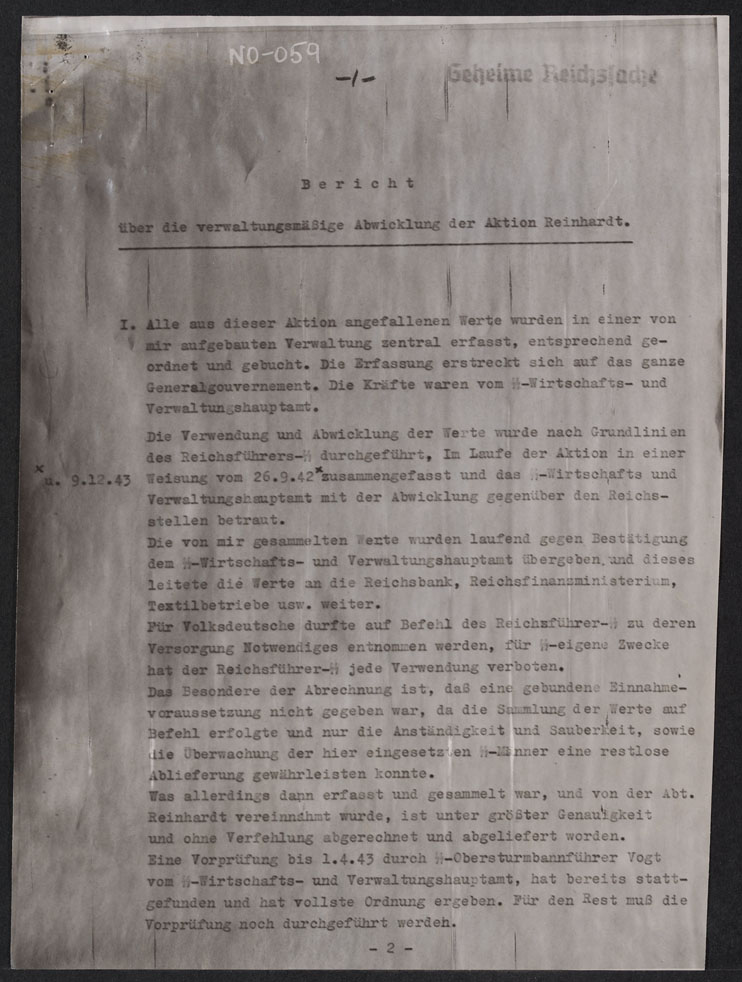 NO-059
-1-
Geheime Reichssache
Bericht
über die verwaltungsmäßige Abwicklung der Aktion Reinhardt.
I. Alle aus dieser Aktion angefallenen Werte wurden in einer von
mir aufgebauten Verwaltung zentral erfasst, entsprechend ge-
ordnet und gebucht. Die Erfassung erstreckt sich auf das ganze
Generalgouvernement. Die Kräfte waren vom SS-Wirtschafts- und
Verwaltungshauptamt.
Die Verwendung und Abwicklung der Werte wurde nach Grundlinien
des Reichsführers-SS durchgeführt, Im Laufe der Aktion in einer
x u. 9.12.43 Weisung vom 26.9.42 x zusammengefasst und das SS-Wirtschafts und
Verwaltungshauptamt mit der Abwicklung gegenüber den Reichs-
stellen betraut.
Die von mir gesammelten Werte wurden laufend gegen Bestätigung
dem SS-Wirtschafts- und Verwaltungshauptamt übergeben, und dieses
leitete die Werte an die Reichsbank, Reichsfinanzministerium,
Textilbetriebe usw. weiter.
Für Volksdeutsche durfte auf Befehl des Reichsführer-SS zu deren
Versorgung Notwendiges entnommen werden, für SS-eigene Zwecke
hat der Reichsführer-SS jede Verwendung verboten.
Das Besondere der Abrechnung ist, daß eine gebundene Einnahme-
voraussetzung nicht gegeben war, da die Sammlung der Werte auf
Befehl erfolgte und nur die Anständigkeit und Sauberkeit, sowie
die Überwachung der hier eingesetzten SS-Männer eine restlose
Ablieferung gewährleisten konnte.
Was allerdings dann erfasst und gesammelt war, und von der Abt.
Reinhardt vereinnahmt wurde, ist unter größter Genauigkeit
und ohne Verfehlung abgerechnet und abgeliefert worden.
Eine Vorprüfung bis 1.4.43 durch SS-Obersturmbannführer Vogt
vom SS-Wirtschafts- und Verwaltungshauptamt, hat bereits statt-
gefunden und hat vollste Ordnung ergeben. Für den Rest muß die
Vorprüfung noch durchgeführt werden.
- 2 -